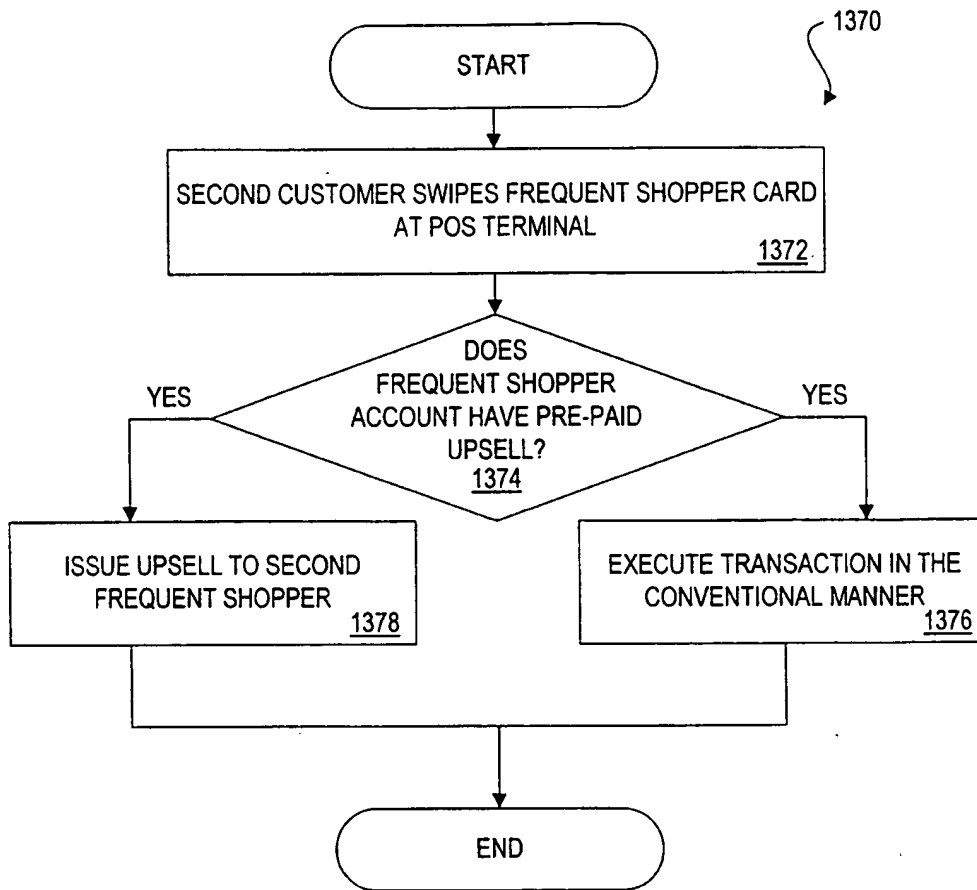 1370
START
SECOND CUSTOMER SWIPES FREQUENT SHOPPER CARD
AT POS TERMINAL
1372
DOES
FREQUENT SHOPPER
ACCOUNT HAVE PRE-PAID
UPSELL?
1374
YES
YES
ISSUE UPSELL TO SECOND
FREQUENT SHOPPER
1378
EXECUTE TRANSACTION IN THE
CONVENTIONAL MANNER
1376
END